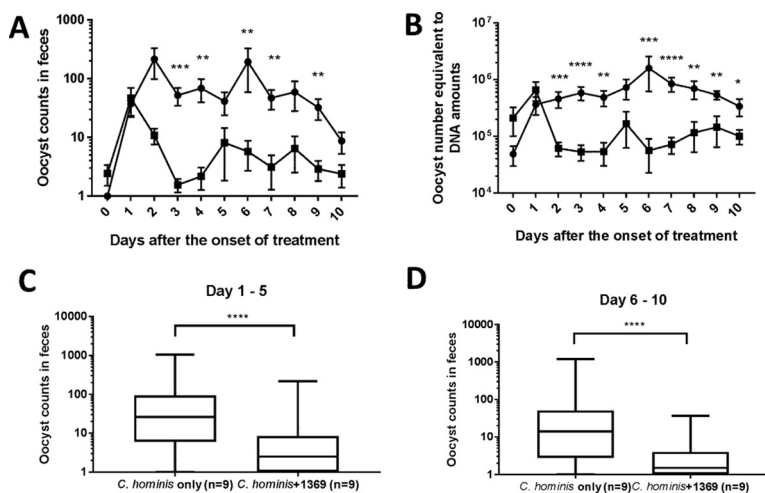 A
Oocyst counts in feces
1000
100
10
1
0 1 2 3 4 5 6 7 8 9 10
*** ** ** ** **
Days after the onset of treatment
B
Oocyst number equivalent to
DNA amounts
10⁷
10⁶
10⁵
10⁴
0 1 2 3 4 5 6 7 8 9 10
*** **** ** *** **** ** ** *
Days after the onset of treatment
C
Day 1 - 5
Oocyst counts in feces
10000
1000
100
10
1
****
C. hominis only (n=9) C. hominis+1369 (n=9)
D
Day 6 - 10
Oocyst counts in feces
10000
1000
100
10
1
****
C. hominis only (n=9) C. hominis+1369 (n=9)